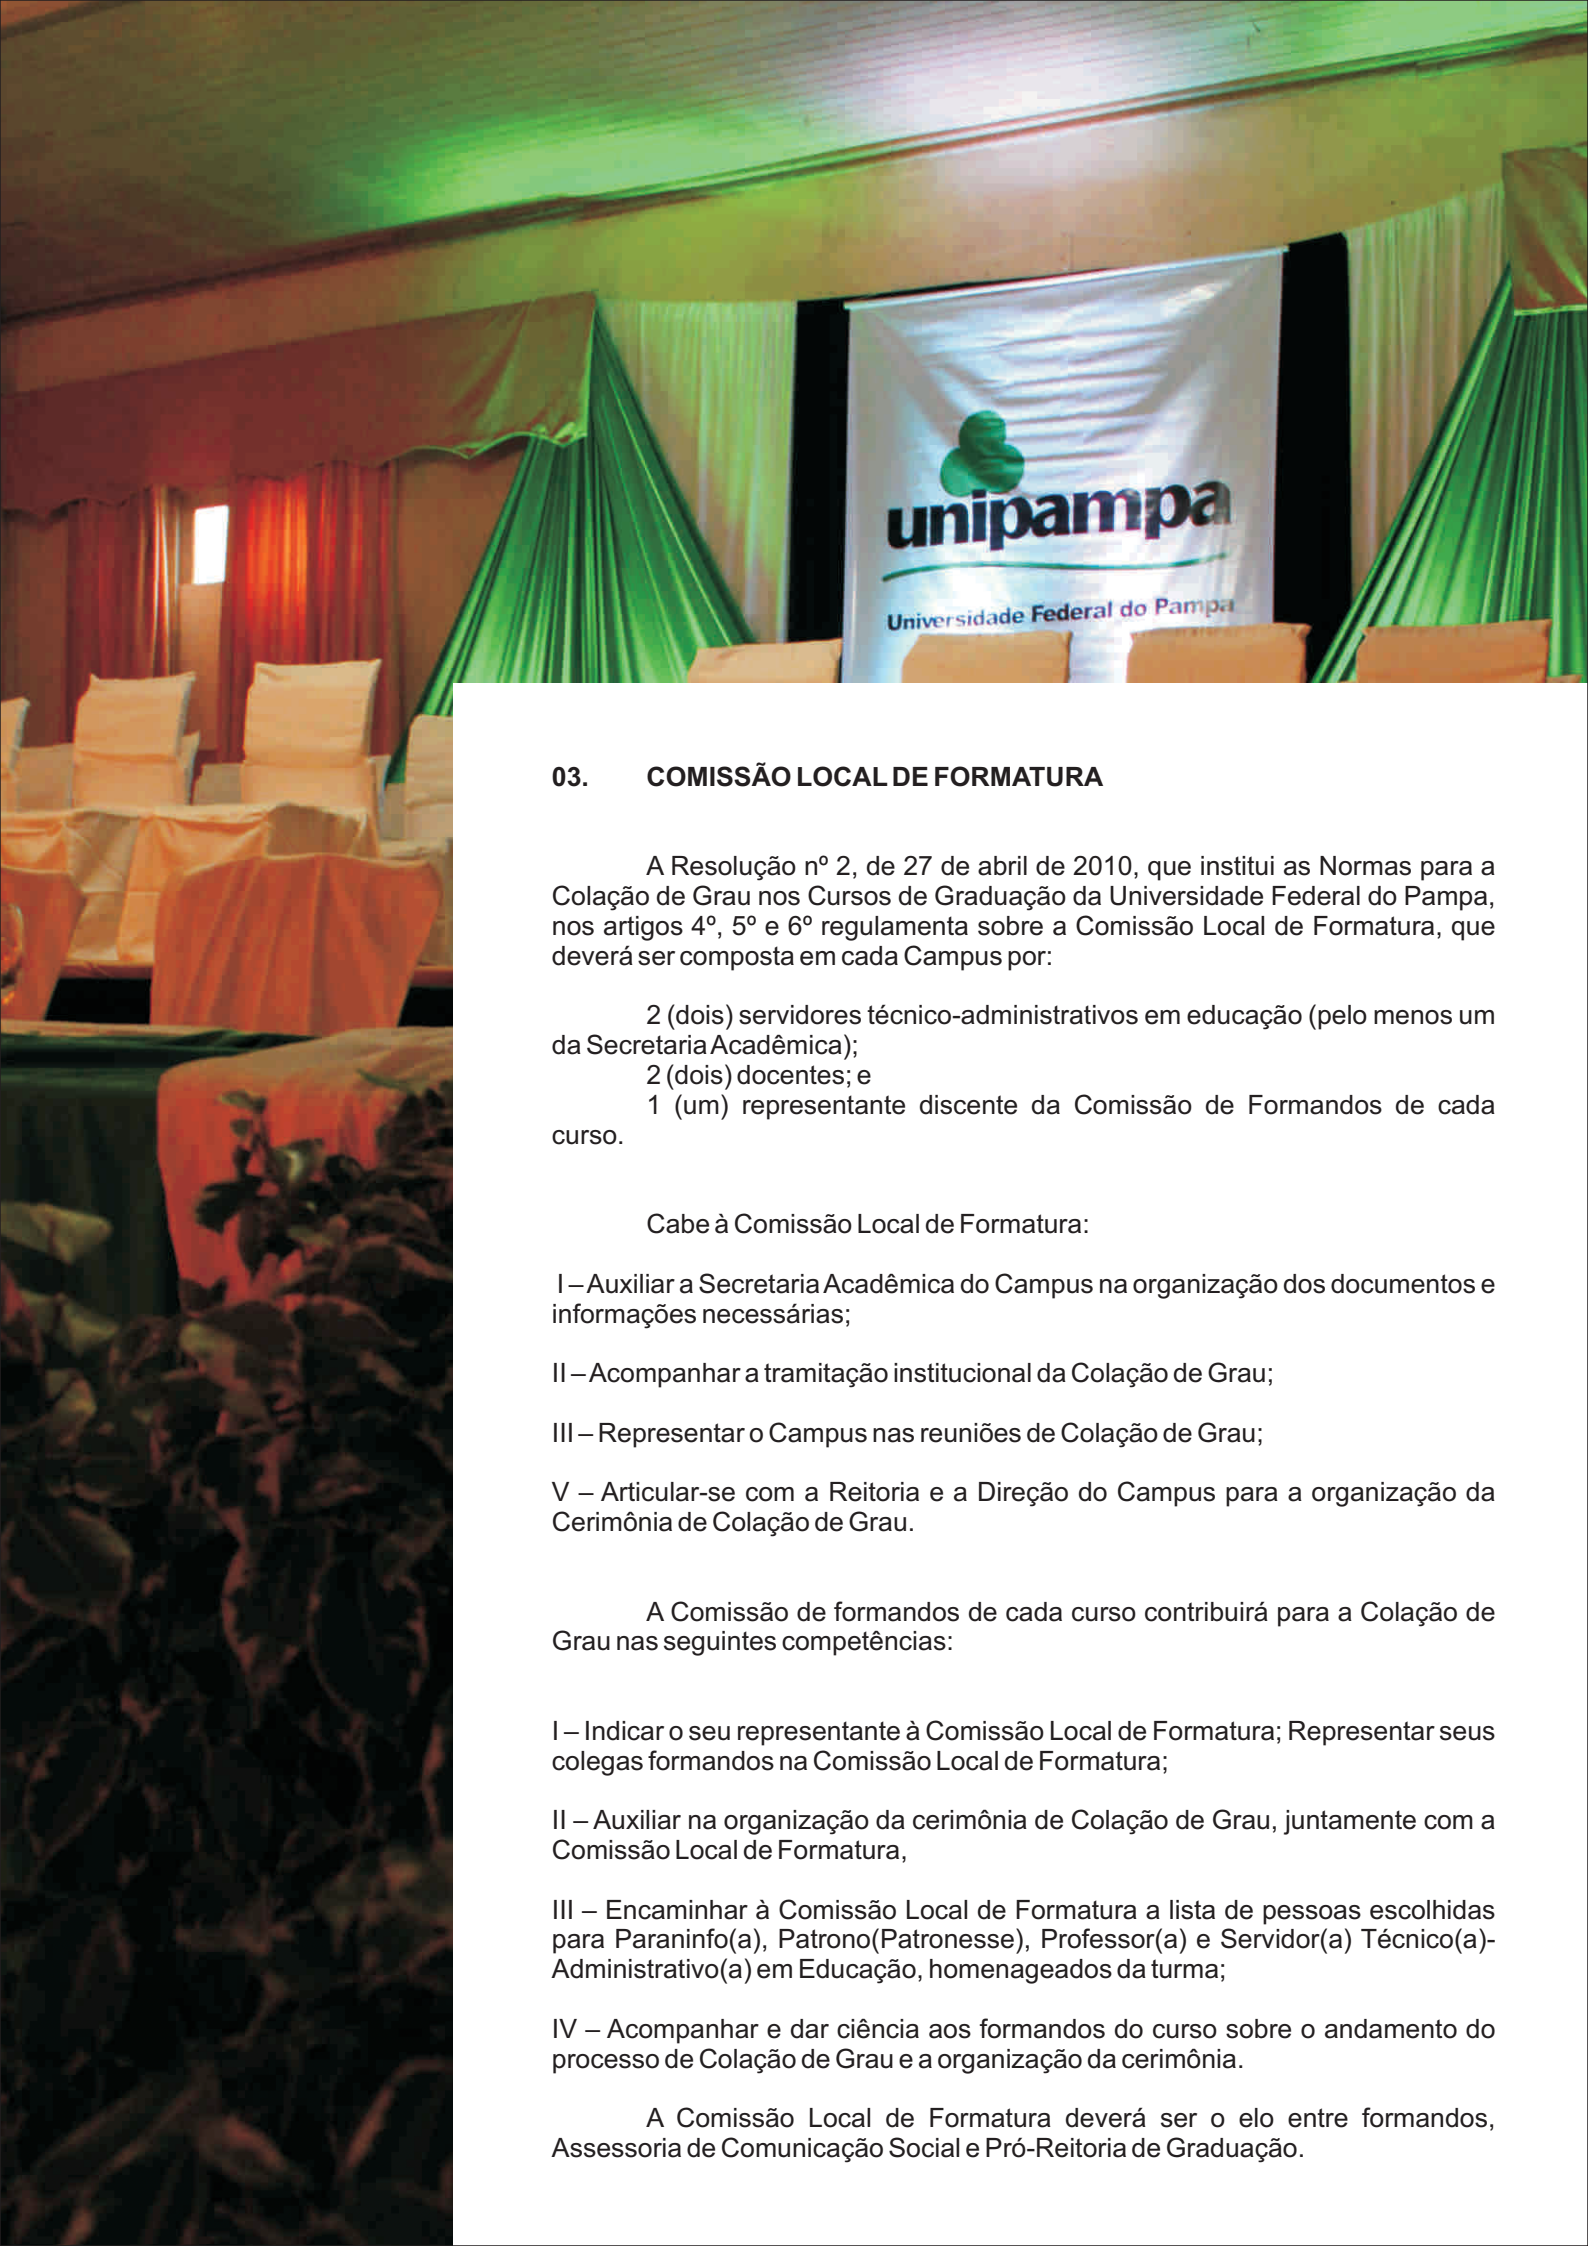 unipampa
Universidade Federal do Pampa
03. COMISSÃO LOCAL DE FORMATURA
A Resolução nº 2, de 27 de abril de 2010, que institui as Normas para a
Colação de Grau nos Cursos de Graduação da Universidade Federal do Pampa,
nos artigos 4º, 5º e 6º regulamenta sobre a Comissão Local de Formatura, que
deverá ser composta em cada Campus por:
2 (dois) servidores técnico-administrativos em educação (pelo menos um
da Secretaria Acadêmica);
2 (dois) docentes; e
1 (um) representante discente da Comissão de Formandos de cada
curso.
Cabe à Comissão Local de Formatura:
I – Auxiliar a Secretaria Acadêmica do Campus na organização dos documentos e
informações necessárias;
II – Acompanhar a tramitação institucional da Colação de Grau;
III – Representar o Campus nas reuniões de Colação de Grau;
V – Articular-se com a Reitoria e a Direção do Campus para a organização da
Cerimônia de Colação de Grau.
A Comissão de formandos de cada curso contribuirá para a Colação de
Grau nas seguintes competências:
I – Indicar o seu representante à Comissão Local de Formatura; Representar seus
colegas formandos na Comissão Local de Formatura;
II – Auxiliar na organização da cerimônia de Colação de Grau, juntamente com a
Comissão Local de Formatura,
III – Encaminhar à Comissão Local de Formatura a lista de pessoas escolhidas
para Paraninfo(a), Patrono(Patronesse), Professor(a) e Servidor(a) Técnico(a)-
Administrativo(a) em Educação, homenageados da turma;
IV – Acompanhar e dar ciência aos formandos do curso sobre o andamento do
processo de Colação de Grau e a organização da cerimônia.
A Comissão Local de Formatura deverá ser o elo entre formandos,
Assessoria de Comunicação Social e Pró-Reitoria de Graduação.